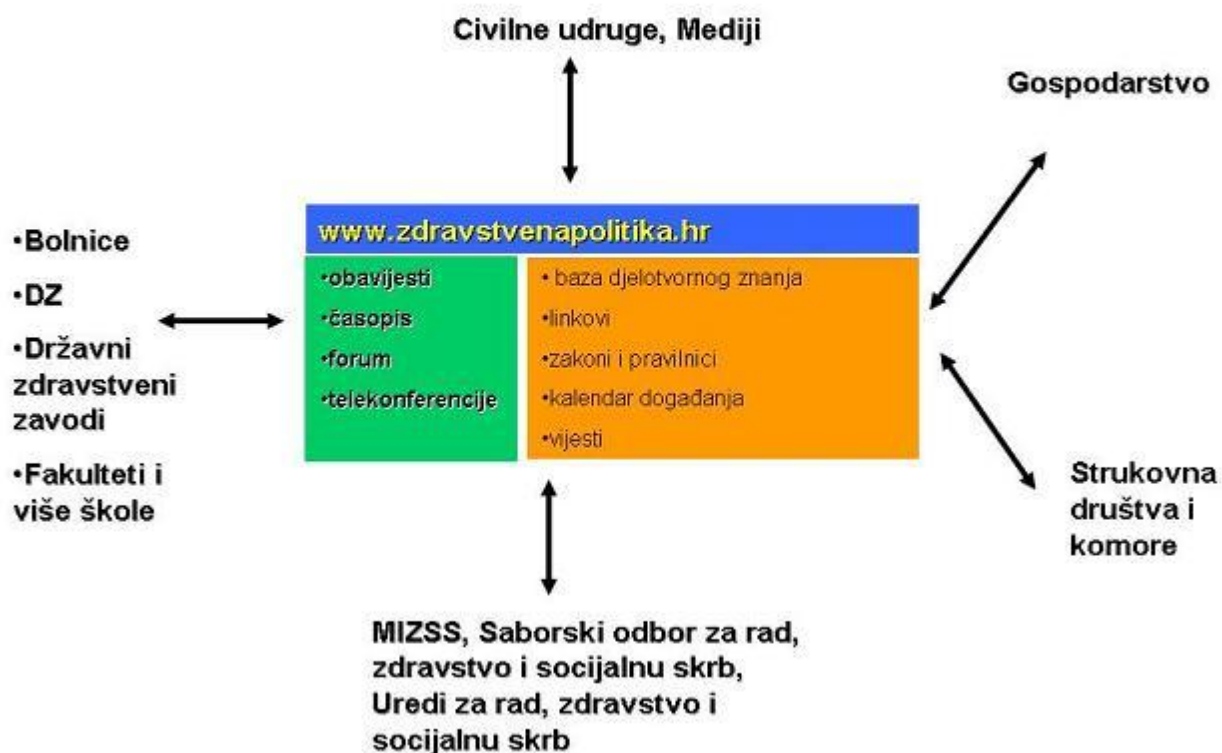 Civilne udruge, Mediji
Gospodarstvo
•Bolnice
•DZ
•Državni
zdravstveni
zavodi
•Fakulteti i
više škole
www.zdravstvenapolitika.hr
•obavijesti
•časopis
•forum
•telekonferencije
• baza djelotvornog znanja
•linkovi
•zakoni i pravilnici
•kalendar događanja
•vijesti
Strukovna
društva i
komore
MIZSS, Saborski odbor za rad,
zdravstvo i socijalnu skrb,
Uredi za rad, zdravstvo i
socijalnu skrb